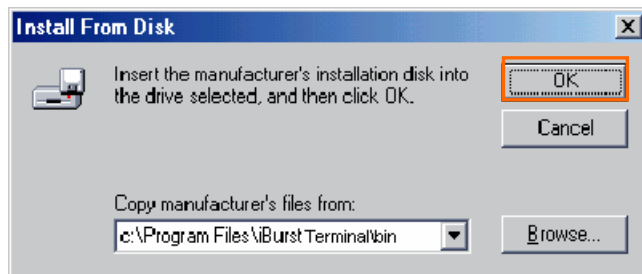 Install From Disk
Insert the manufacturer's installation disk into
the drive selected, and then click OK.
OK
Cancel
Copy manufacturer's files from:
c:\Program Files\iBurst Terminal\bin
Browse...